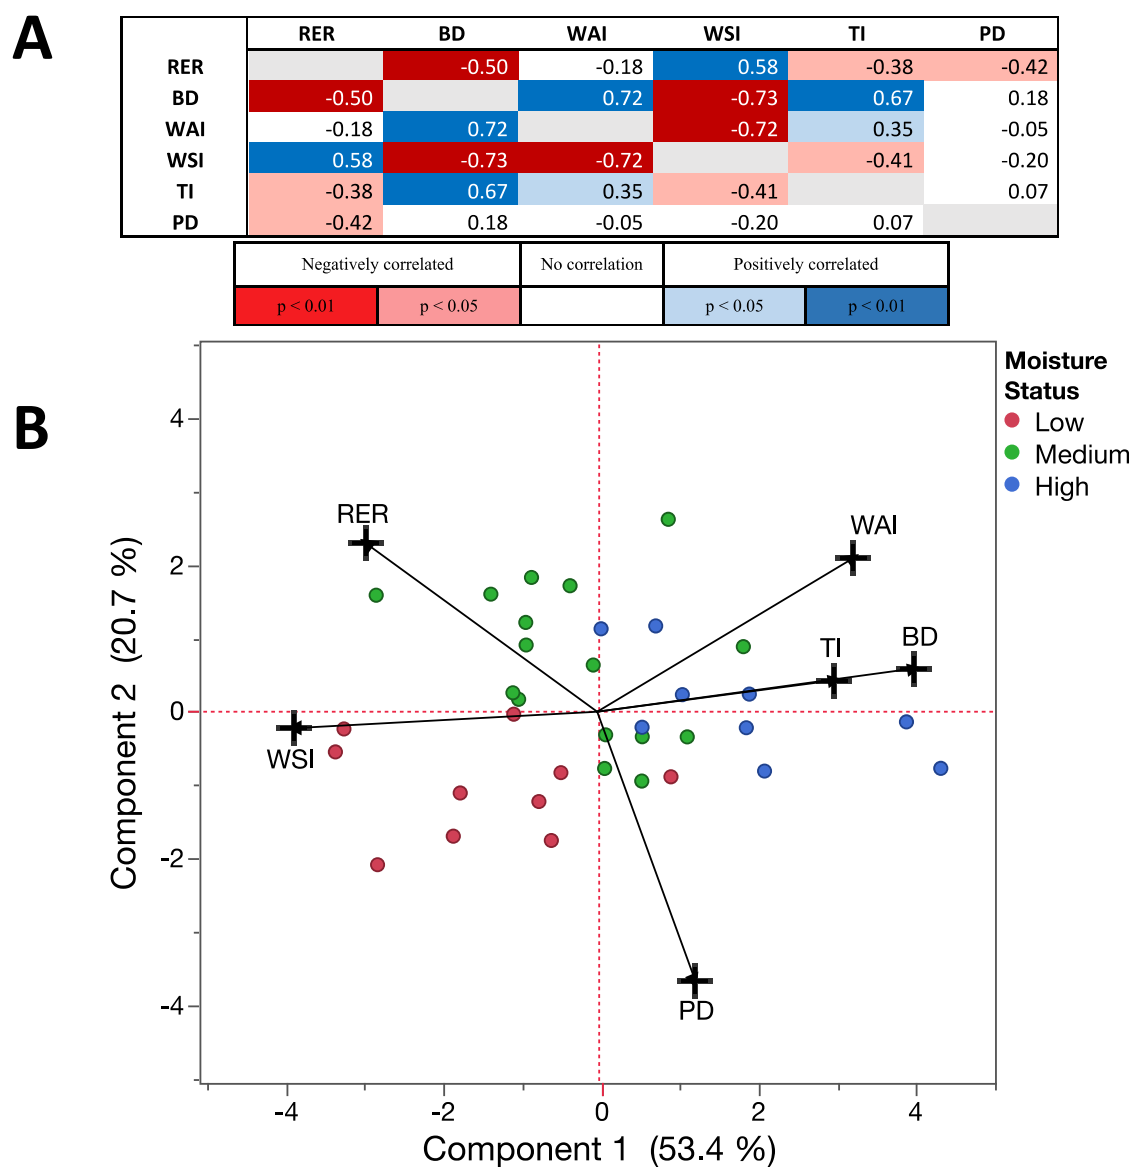 A
RER BD WAI WSI TI PD
RER -0.50 -0.18 0.58 -0.38 -0.42
BD -0.50 0.72 -0.73 0.67 0.18
WAI -0.18 0.72 -0.72 0.35 -0.05
WSI 0.58 -0.73 -0.72 -0.41 -0.20
TI -0.38 0.67 0.35 -0.41 0.07
PD -0.42 0.18 -0.05 -0.20 0.07
Negatively correlated No correlation Positively correlated
p < 0.01 p < 0.05 p < 0.05 p < 0.01
B
Moisture
Status
Low
Medium
High
4
2
0
-2
-4
Component 2 (20.7 %)
RER
WAI
TI
BD
WSI
PD
-4 -2 0 2 4
Component 1 (53.4 %)